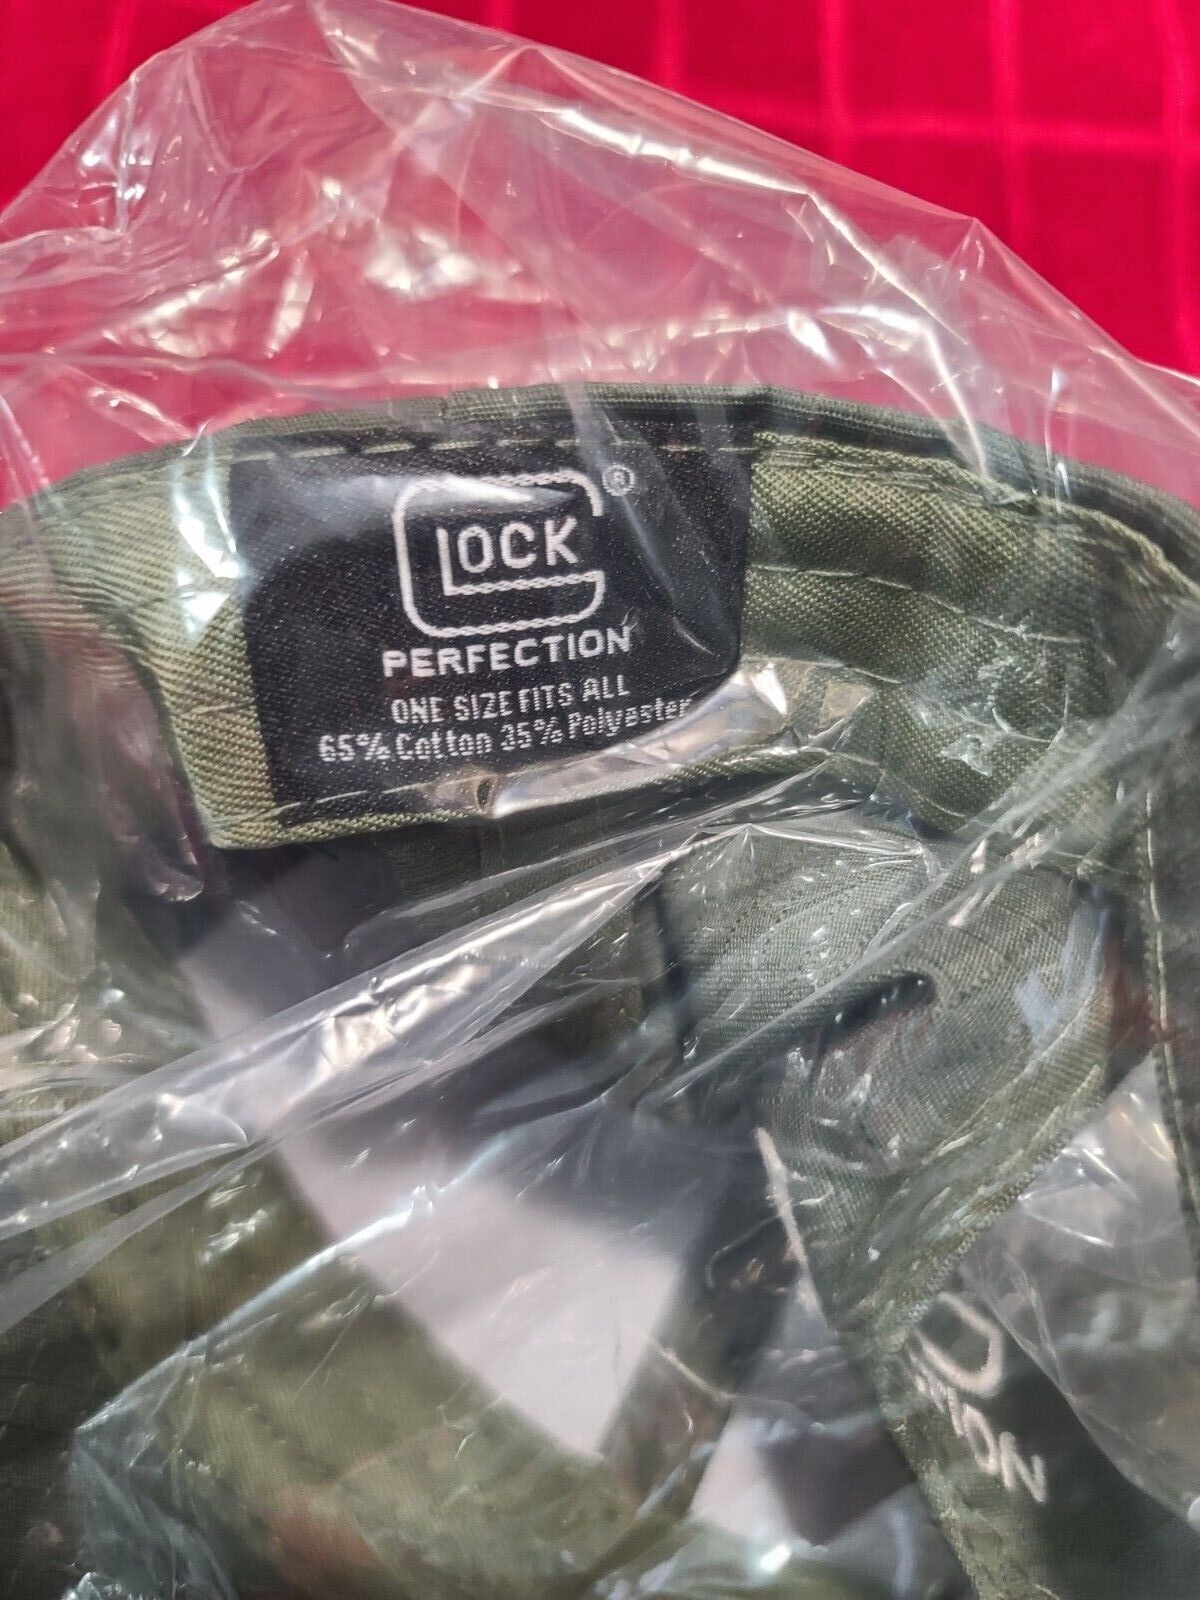 GLOCK ®
PERFECTION
ONE SIZE FITS ALL
65% Cotton 35% Polyester